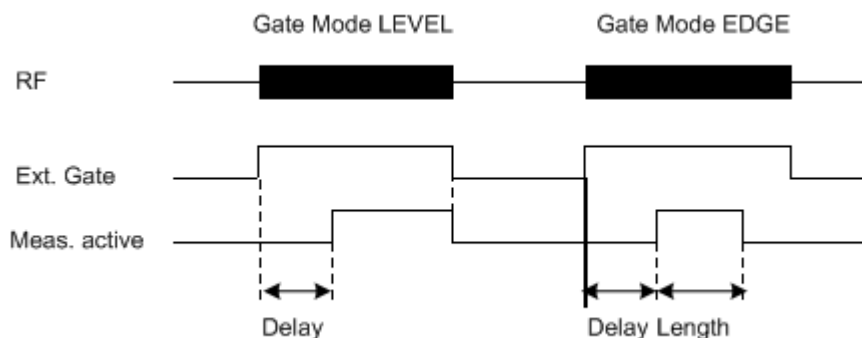 Gate Mode LEVEL Gate Mode EDGE
RF
Ext. Gate
Meas. active
Delay Delay Length